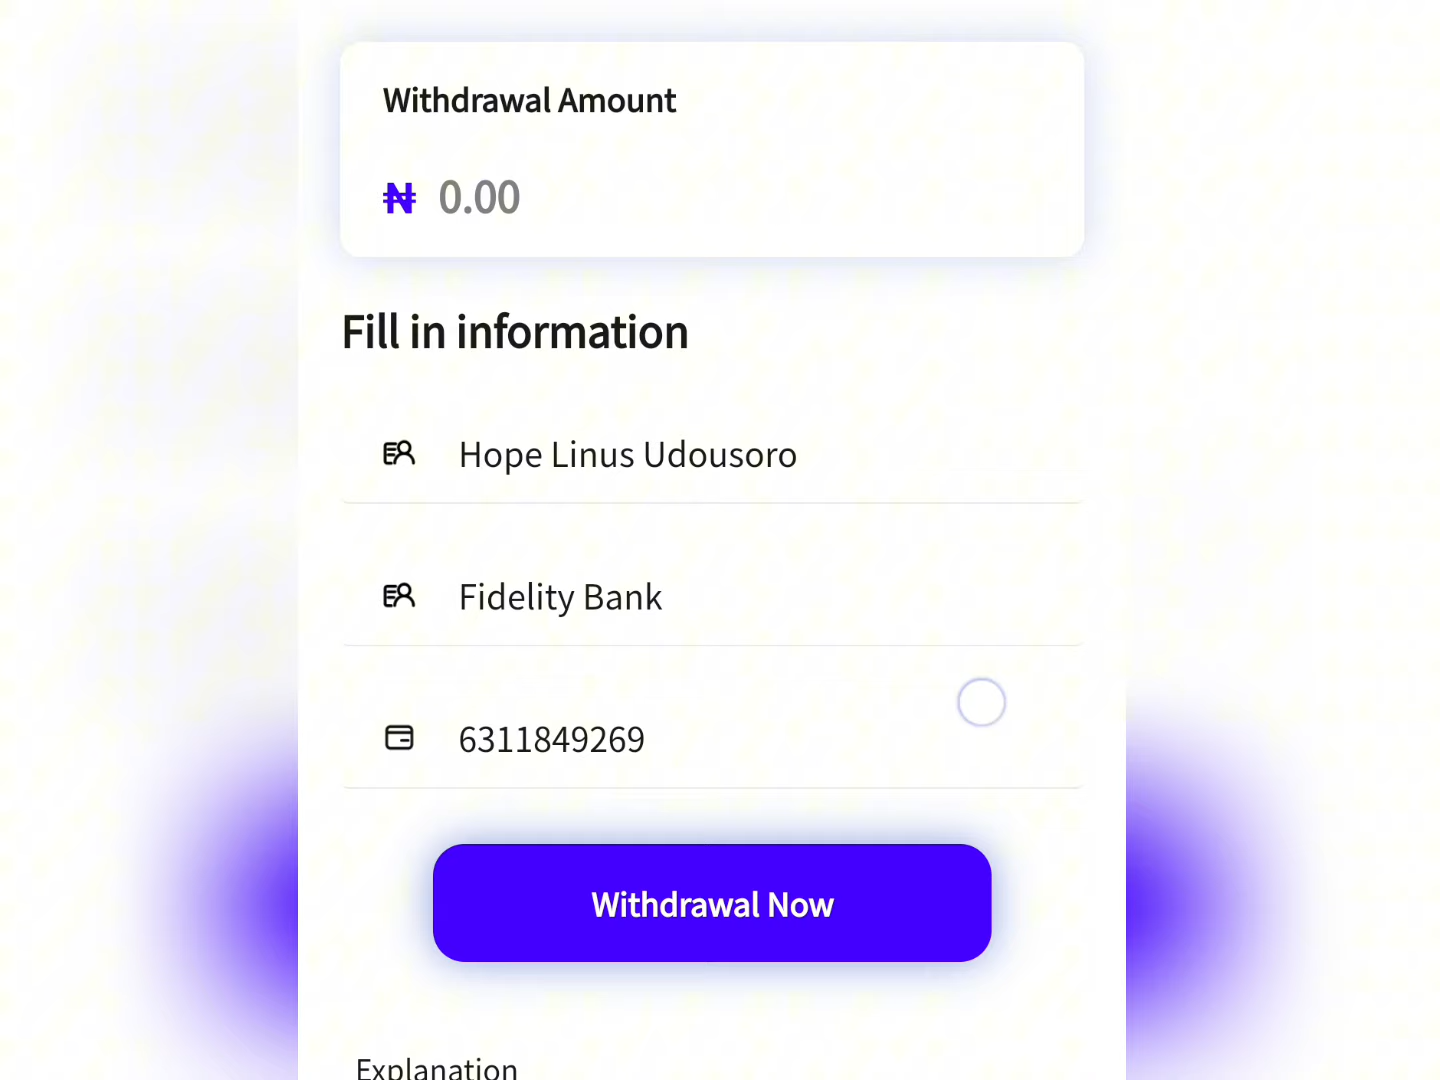 Withdrawal Amount
₦ 0.00
Fill in information
Hope Linus Udousoro
Fidelity Bank
6311849269
Withdrawal Now
Explanation